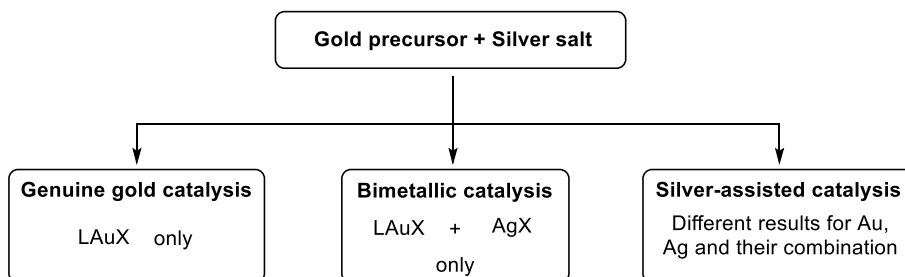 Gold precursor + Silver salt
Genuine gold catalysis
LAuX only
Bimetallic catalysis
LAuX + AgX
only
Silver-assisted catalysis
Different results for Au,
Ag and their combination